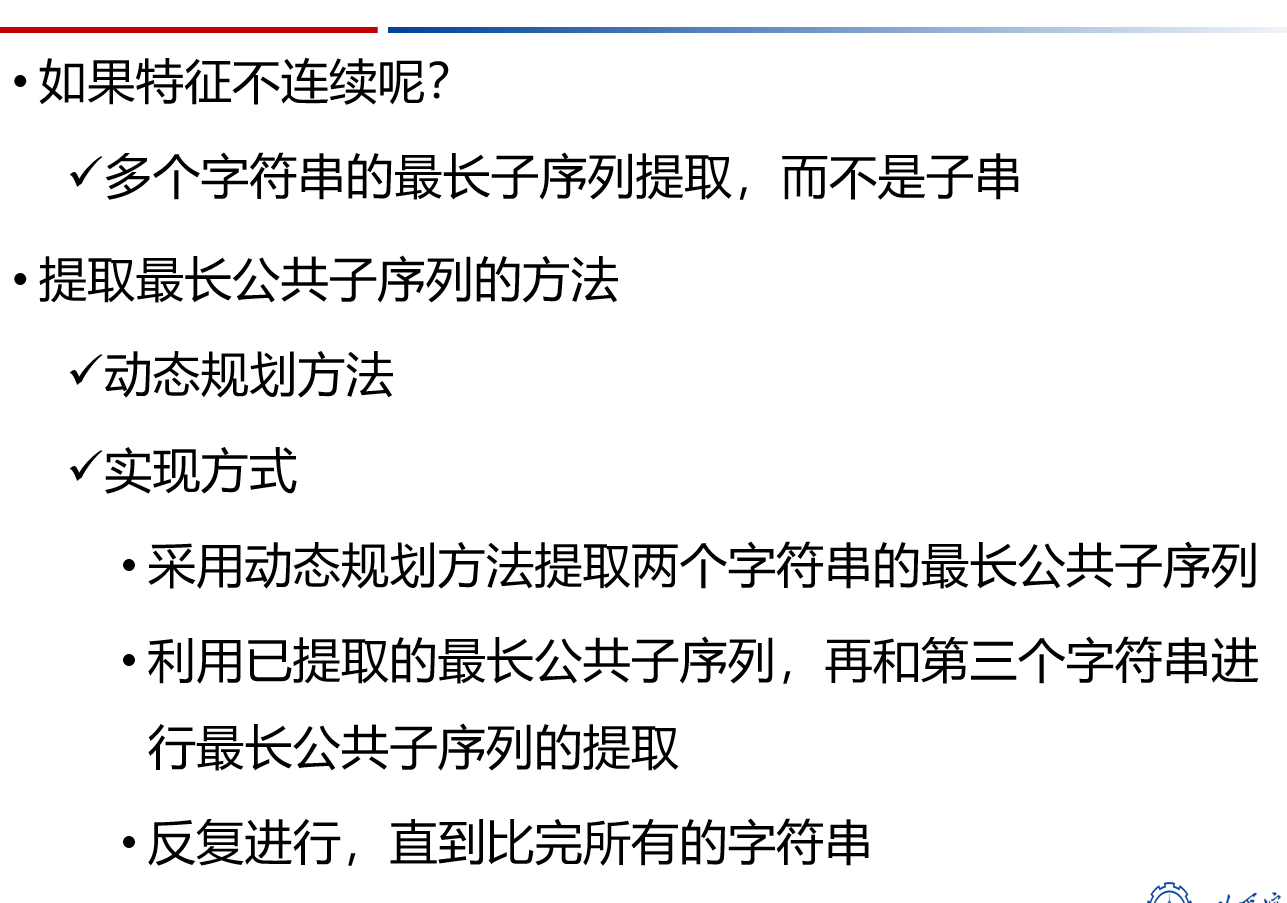 •如果特征不连续呢？
✓多个字符串的最长子序列提取，而不是子串
•提取最长公共子序列的方法
✓动态规划方法
✓实现方式
•采用动态规划方法提取两个字符串的最长公共子序列
•利用已提取的最长公共子序列，再和第三个字符串进
行最长公共子序列的提取
•反复进行，直到比完所有的字符串